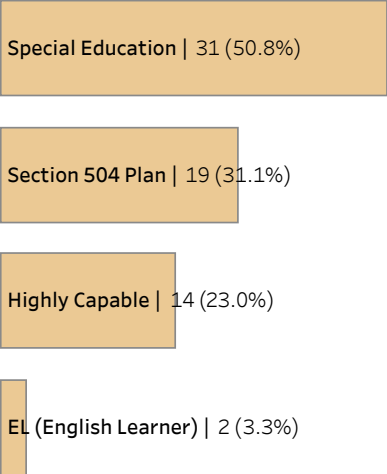 Special Education | 31 (50.8%)
Section 504 Plan | 19 (31.1%)
Highly Capable | 14 (23.0%)
EL (English Learner) | 2 (3.3%)